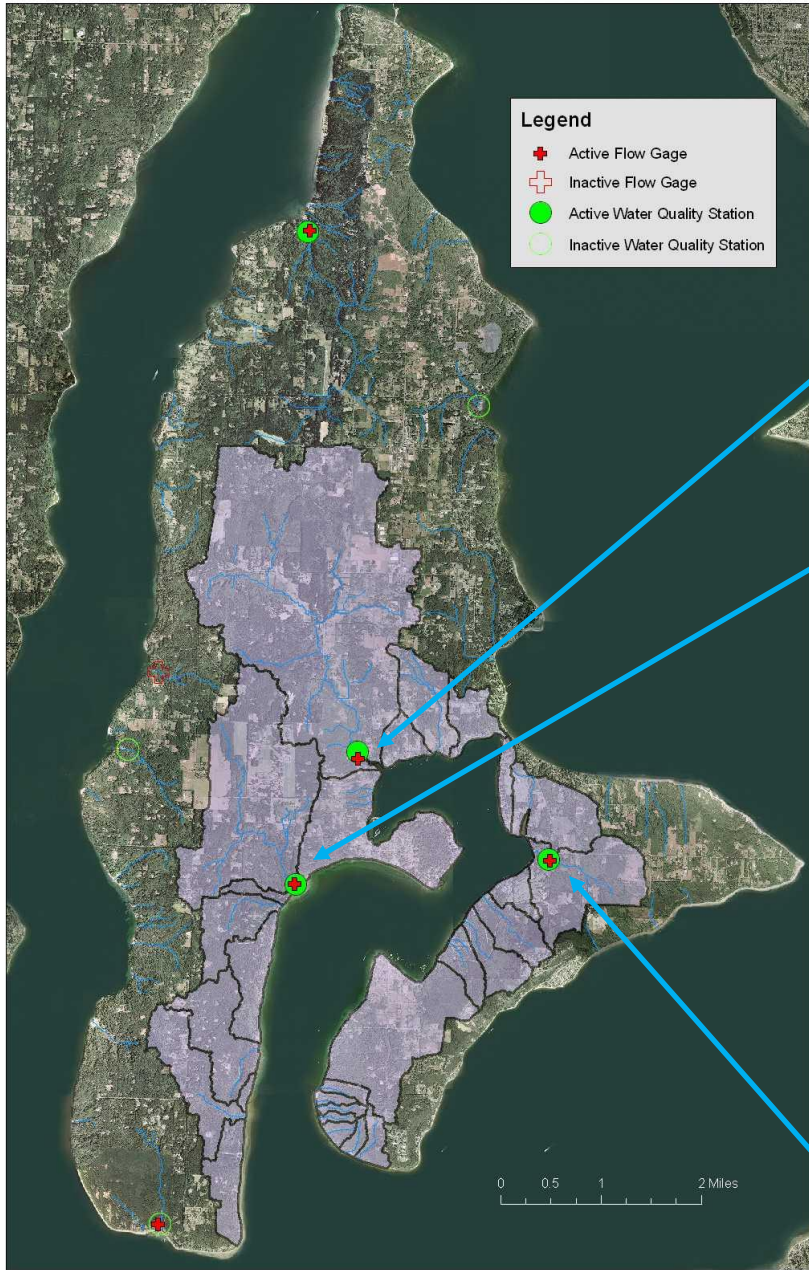 Legend
Active Flow Gage
Inactive Flow Gage
Active Water Quality Station
Inactive Water Quality Station
0 0.5 1 2 Miles